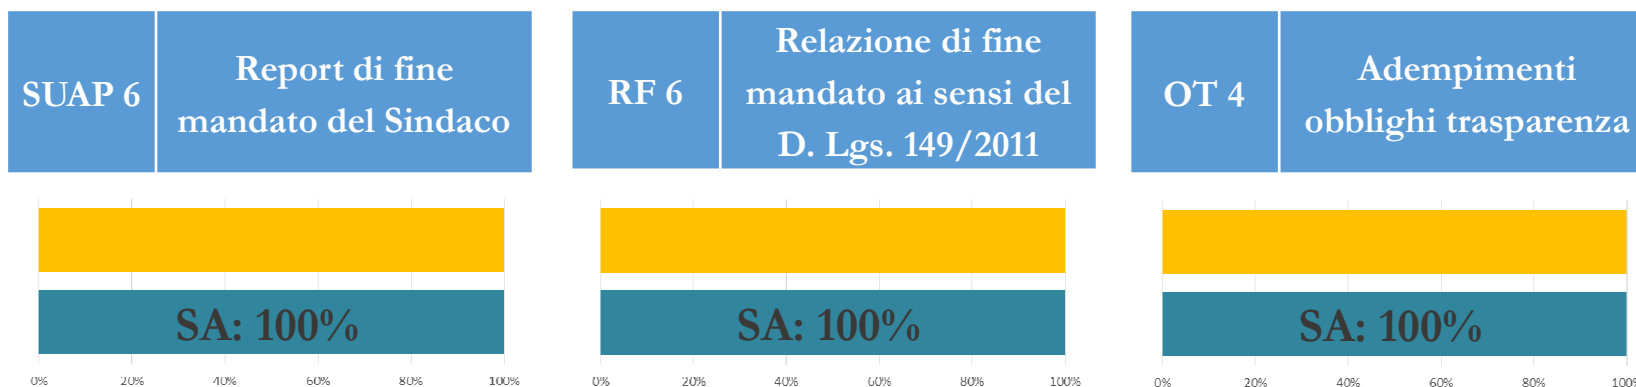 SUAP 6
Report di fine
mandato del Sindaco
RF 6
Relazione di fine
mandato ai sensi del
D. Lgs. 149/2011
OT 4
Adempimenti
obblighi trasparenza
SA: 100%
0% 20% 40% 60% 80% 100%
SA: 100%
0% 20% 40% 60% 80% 100%
SA: 100%
0% 20% 40% 60% 80% 100%